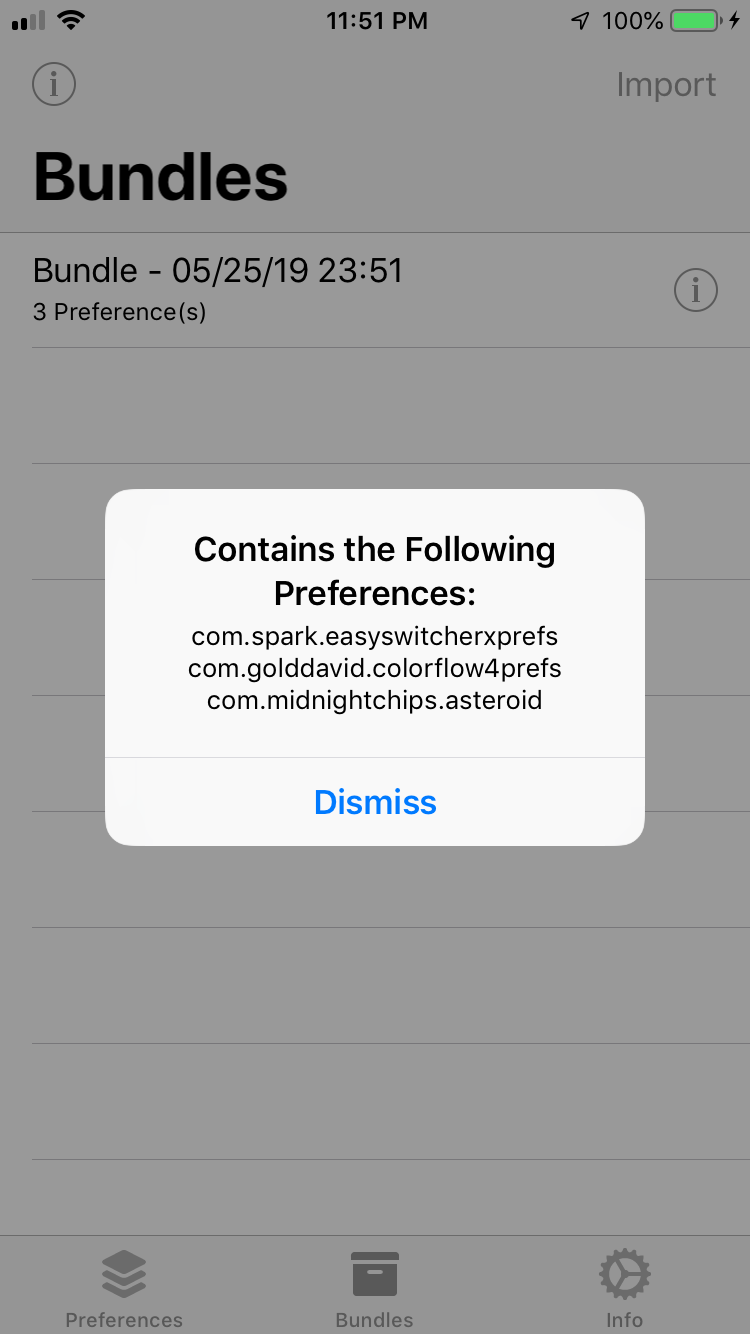 11:51 PM 100%
Import
Bundles
Bundle - 05/25/19 23:51
3 Preference(s)
Contains the Following
Preferences:
com.spark.easyswitcherxprefs
com.golddavid.colorflow4prefs
com.midnightchips.asteroid
Dismiss
Preferences Bundles Info